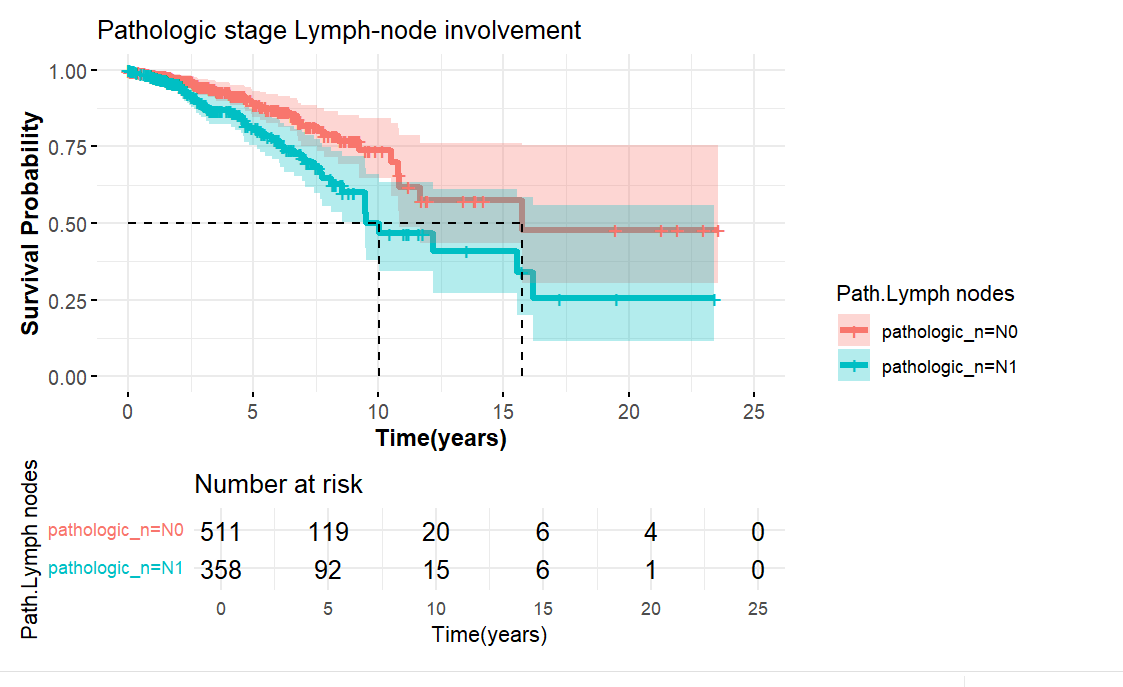 Pathologic stage Lymph-node involvement
Survival Probability
1.00
0.75
0.50
0.25
0.00
0 5 10 15 20 25
Time(years)
Path.Lymph nodes
pathologic_n=N0
pathologic_n=N1
Number at risk
Path.Lymph nodes
pathologic_n=N0 511 119 20 6 4 0
pathologic_n=N1 358 92 15 6 1 0
0 5 10 15 20 25
Time(years)